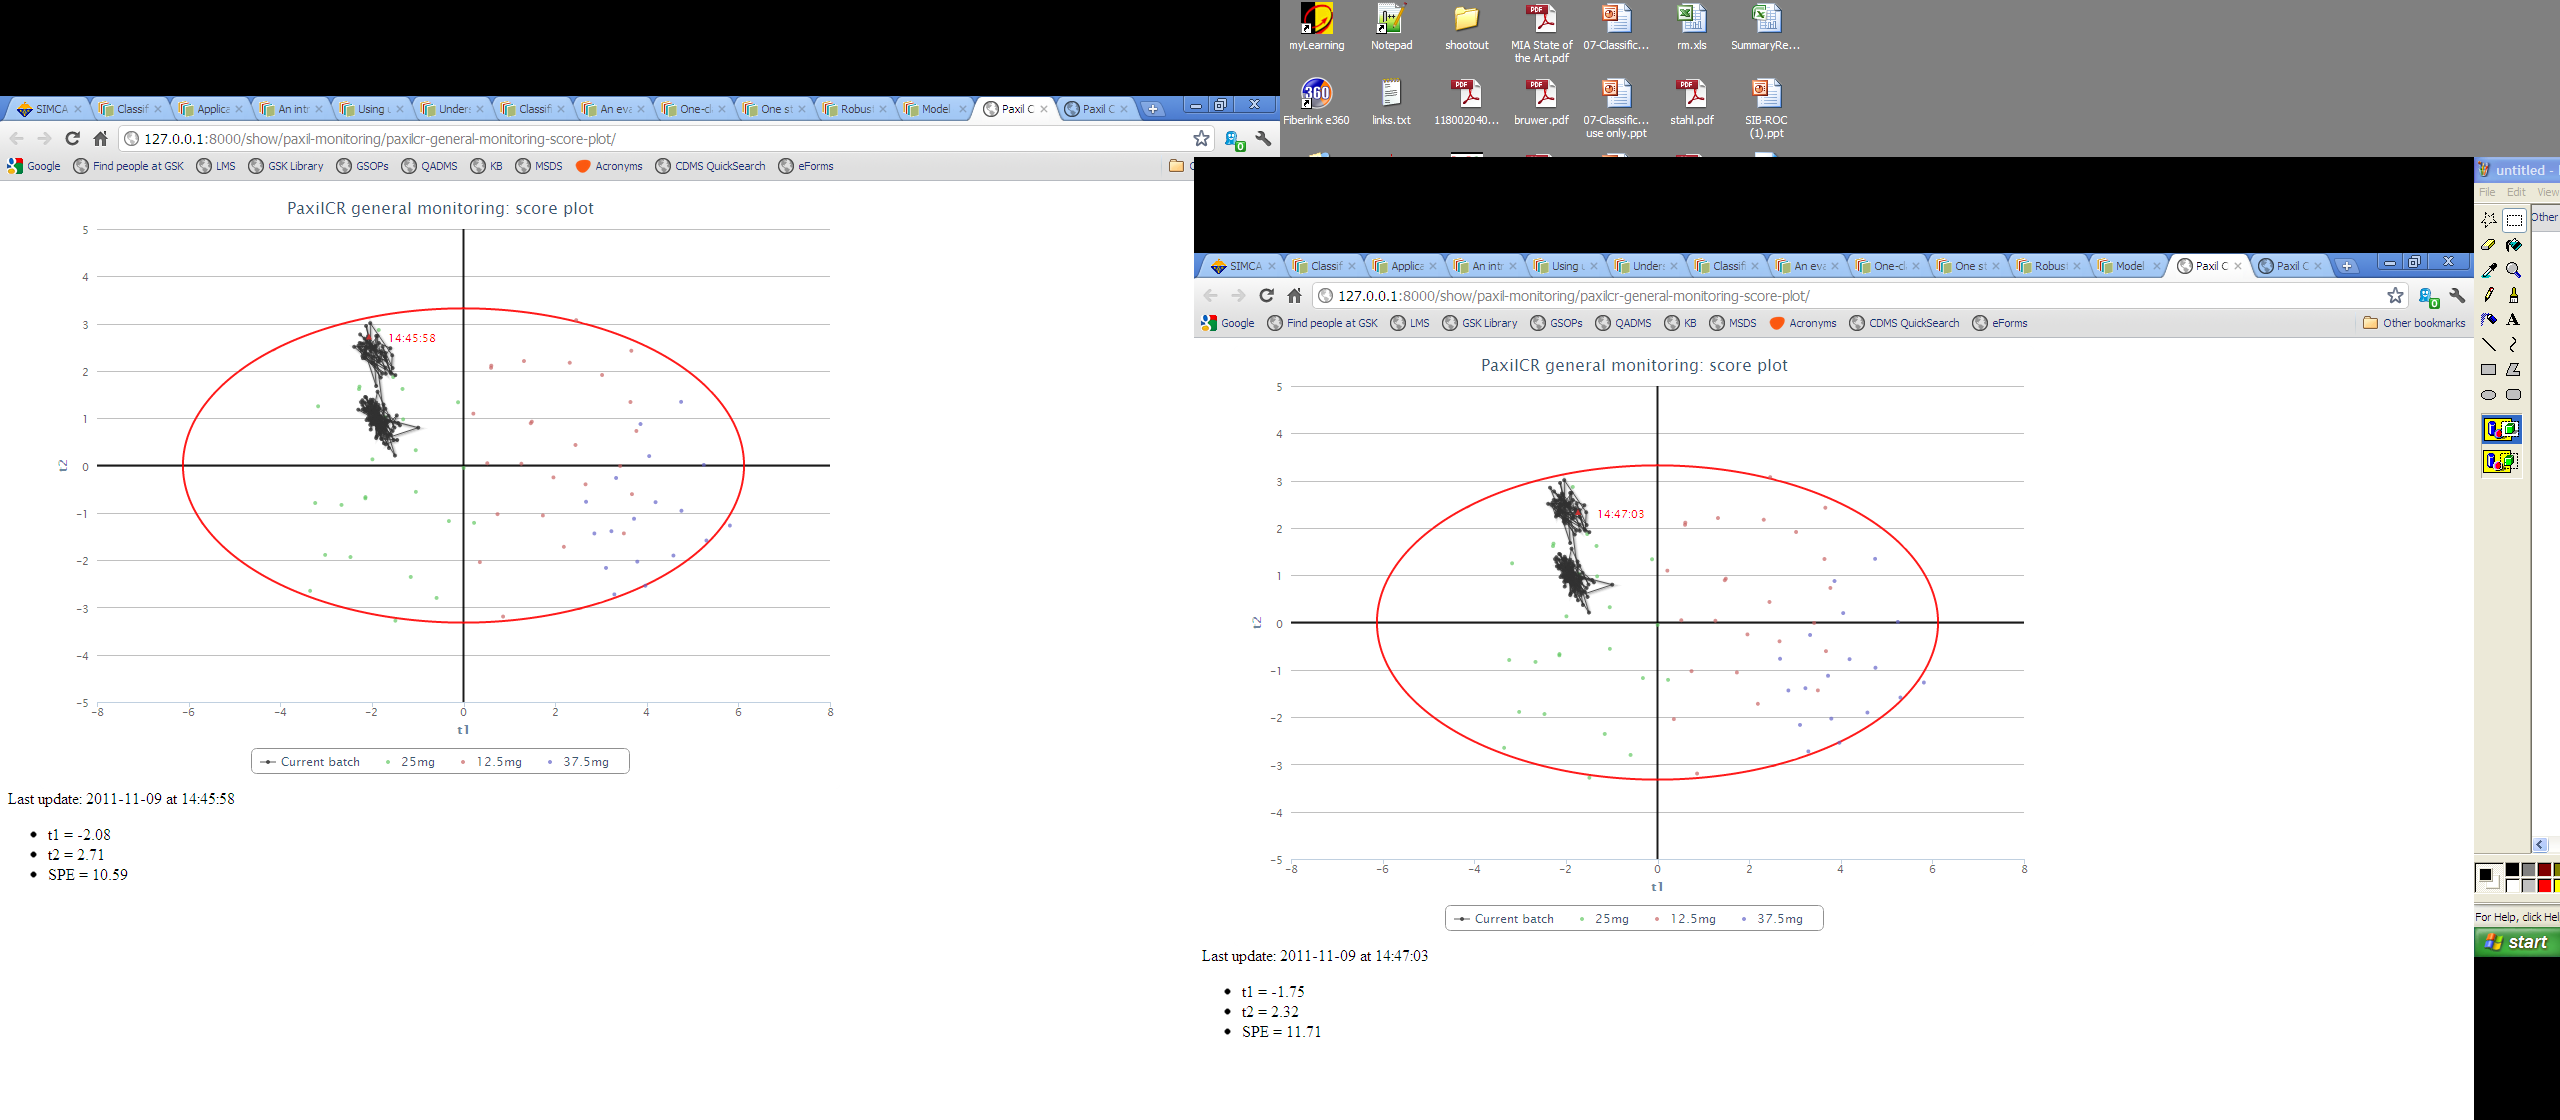 myLearning
Notepad
shootout
MIA State of the Art.pdf
07-Classific...
rm.xls
SummaryRe...
Fiberlink e360
links.txt
118002040...
bruwer.pdf
07-Classific... use only.ppt
stahl.pdf
SIB-ROC (1).ppt
SIMCA
Classif
Applica
An intr
Using u
Unders
Classifi
An eva
One-cl
One st
Robus
Model
Paxil C
Paxil C
127.0.0.1:8000/show/paxil-monitoring/paxilcr-general-monitoring-score-plot/
Google
Find people at GSK
LMS
GSK Library
GSOPs
QADMS
KB
MSDS
Acronyms
CDMS QuickSearch
eForms
PaxilCR general monitoring: score plot
5
4
3
2
1
0
-1
-2
-3
-4
-5
t2
14:45:58
-8 -6 -4 -2 0 2 4 6 8
t1
Current batch 25mg 12.5mg 37.5mg
Last update: 2011-11-09 at 14:45:58
t1 = -2.08
t2 = 2.71
SPE = 10.59
SIMCA
Classif
Applica
An intr
Using u
Unders
Classifi
An eva
One-cl
One st
Robus
Model
Paxil C
Paxil C
127.0.0.1:8000/show/paxil-monitoring/paxilcr-general-monitoring-score-plot/
Google
Find people at GSK
LMS
GSK Library
GSOPs
QADMS
KB
MSDS
Acronyms
CDMS QuickSearch
eForms
Other bookmarks
PaxilCR general monitoring: score plot
5
4
3
2
1
0
-1
-2
-3
-4
-5
t2
14:47:03
-8 -6 -4 -2 0 2 4 6 8
t1
Current batch 25mg 12.5mg 37.5mg
Last update: 2011-11-09 at 14:47:03
t1 = -1.75
t2 = 2.32
SPE = 11.71
untitled -
File Edit View
Other
For Help, click Hel
start